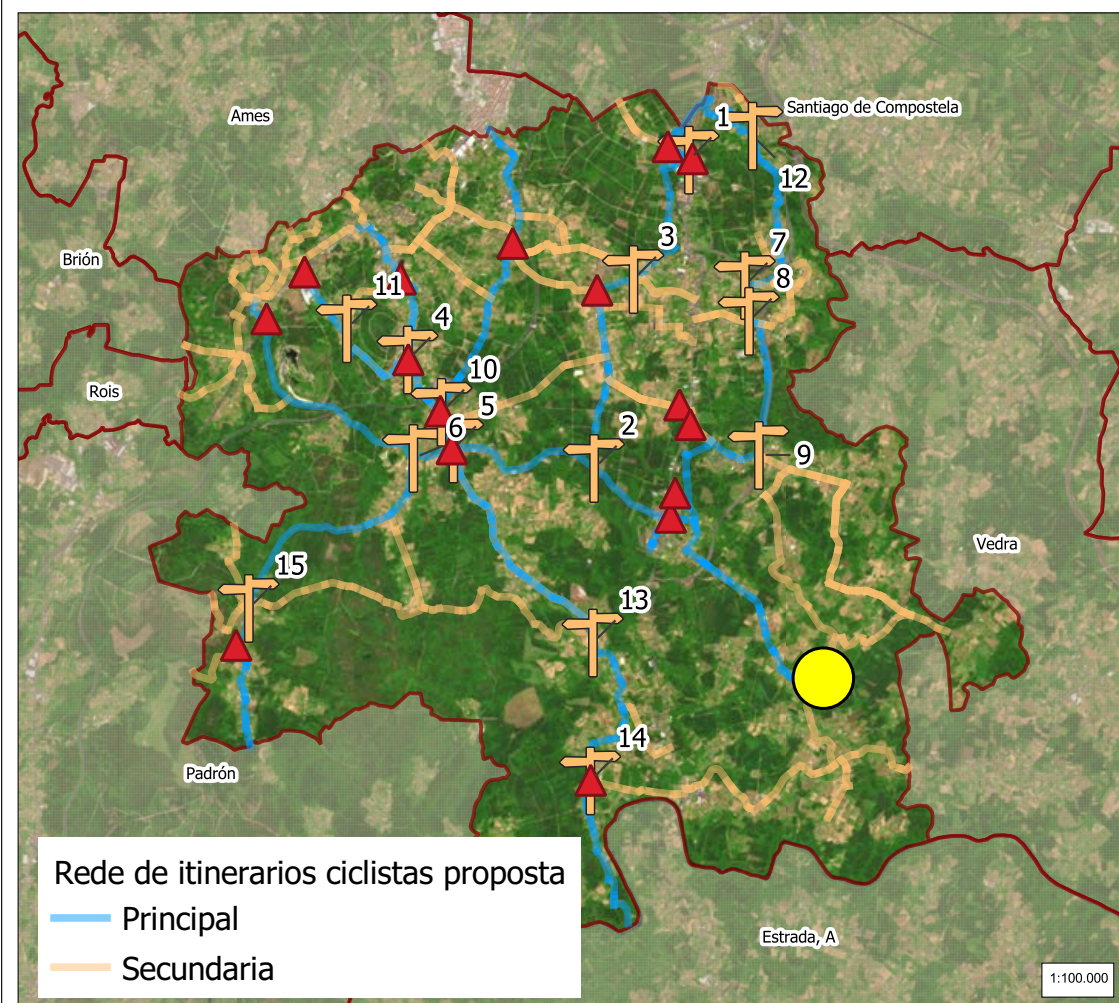 Ames
Santiago de Compostela
1
12
Brión
3
7
8
11
4
Rois
10
5
6
2
9
Vedra
15
13
14
Padrón
Rede de itinerarios ciclistas proposta
Principal
Secundaria
Estrada, A
1:100.000